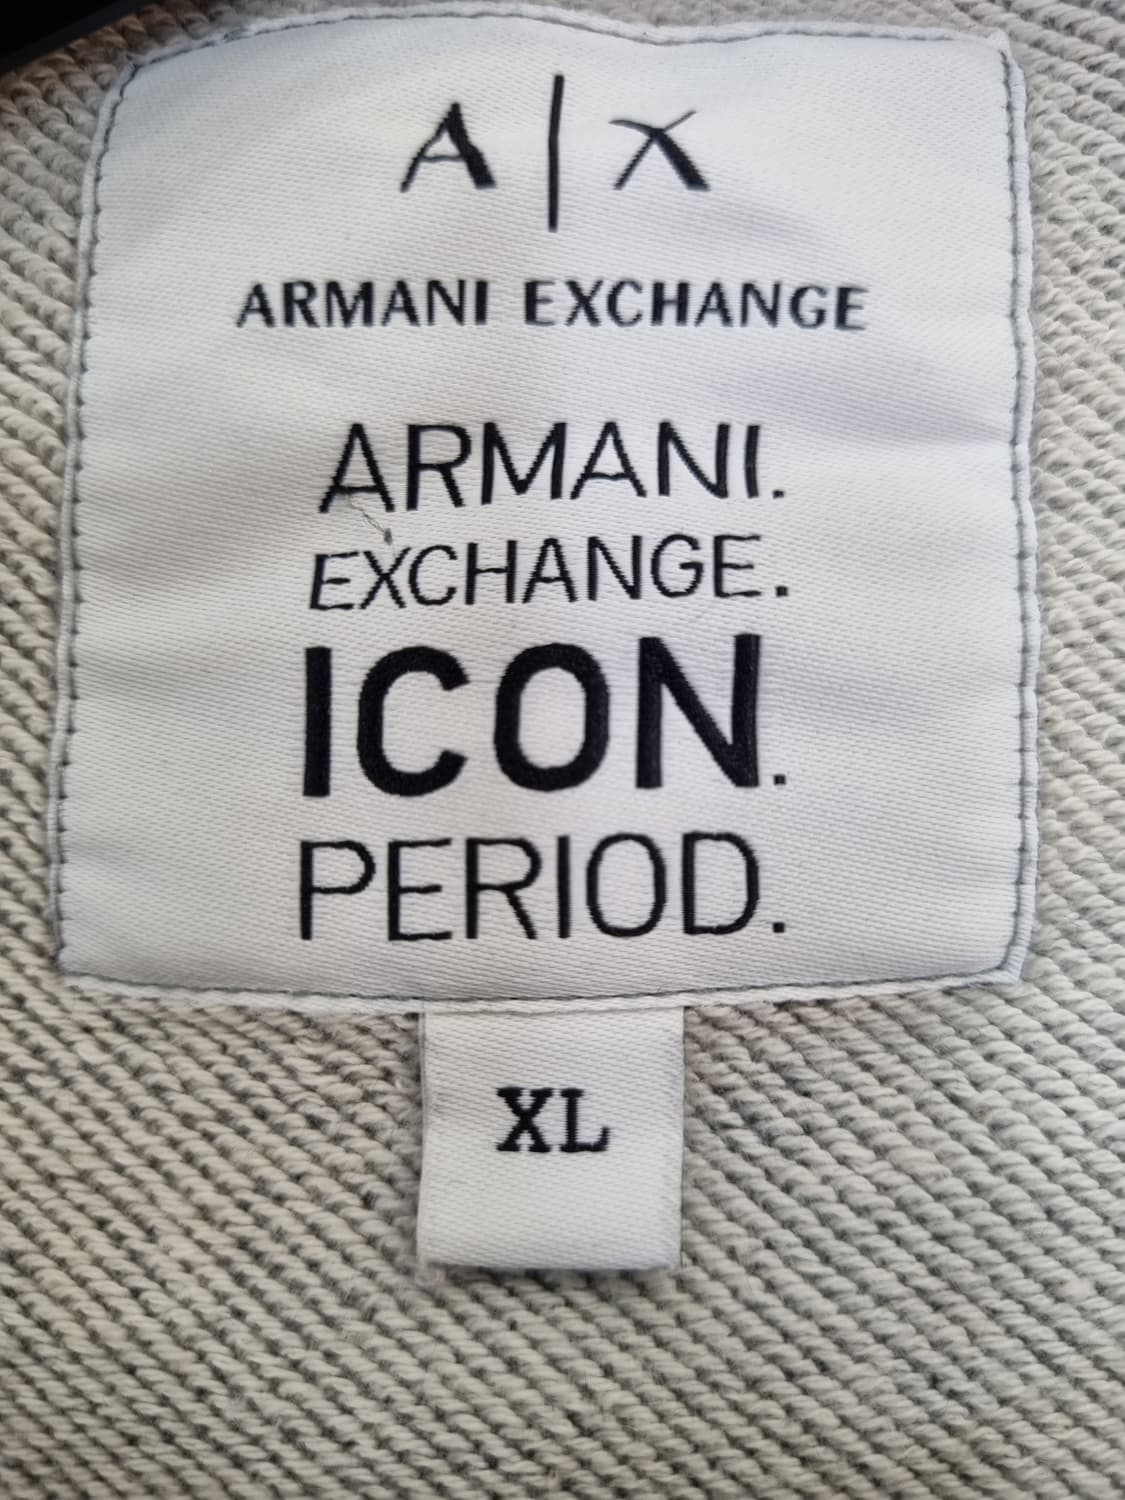 A|X
ARMANI EXCHANGE
ARMANI.
EXCHANGE.
ICON.
PERIOD.
XL